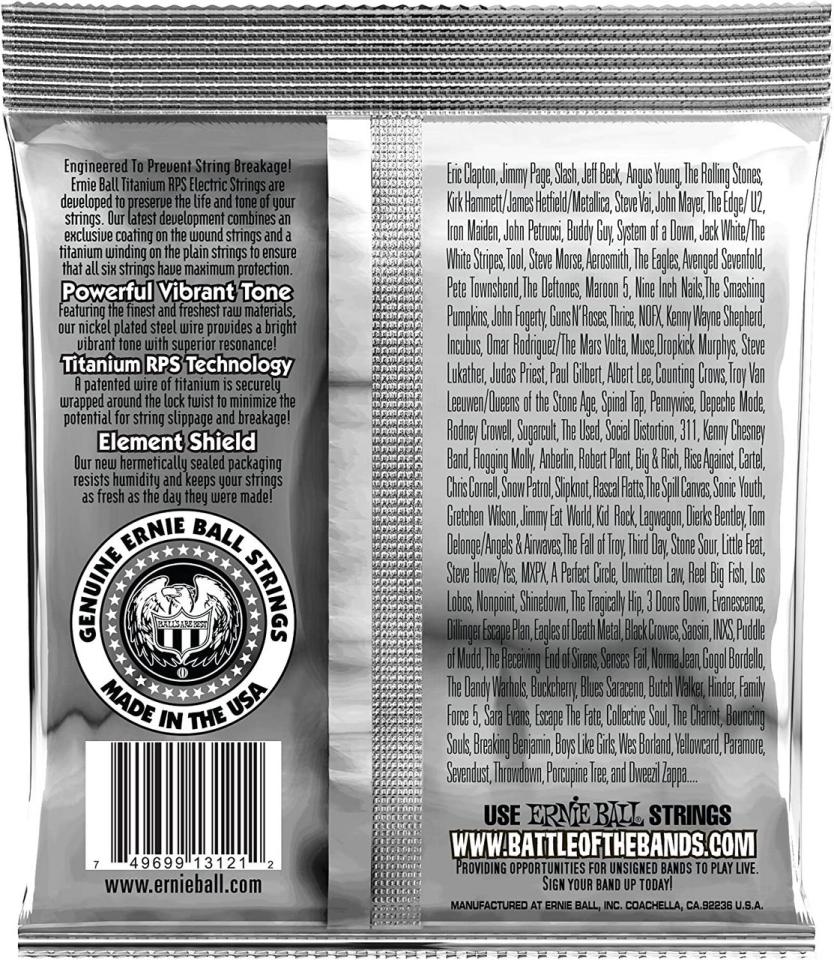 Engineered To Prevent String Breakage!
Ernie Ball Titanium RPS Electric Strings are
developed to preserve the life and tone of your
strings. Our latest development combines an
exclusive coating on the wound strings and a
titanium winding on the plain strings to ensure
that all six strings have maximum protection.
Powerful Vibrant Tone
Featuring the finest and freshest raw materials,
our nickel plated steel wire provides a bright
vibrant tone with superior resonance!
Titanium RPS Technology
A patented wire of titanium is securely
wrapped around the lock twist to minimize the
potential for string slippage and breakage!
Element Shield
Our new hermetically sealed packaging
resists humidity and keeps your strings
as fresh as the day they were made!
GENUINE ERNIE BALL STRINGS
BALLS ARE BEST
MADE IN THE USA
7 49699 13121 2
www.ernieball.com
Eric Clapton, Jimmy Page, Slash, Jeff Beck, Angus Young, The Rolling Stones,
Kirk Hammett/James Hetfield/Metallica, Steve Vai, John Mayer, The Edge/ U2,
Iron Maiden, John Petrucci, Buddy Guy, System of a Down, Jack White/The
White Stripes, Tool, Steve Morse, Aerosmith, The Eagles, Avenged Sevenfold,
Pete Townshend, The Deftones, Maroon 5, Nine Inch Nails, The Smashing
Pumpkins, John Fogerty, Guns N' Roses, Thrice, NOFX, Kenny Wayne Shepherd,
Incubus, Omar Rodriguez/The Mars Volta, Muse, Dropkick Murphys, Steve
Lukather, Judas Priest, Paul Gilbert, Albert Lee, Counting Crows, Troy Van
Leeuwen/Queens of the Stone Age, Spinal Tap, Pennywise, Depeche Mode,
Rodney Crowell, Sugarcult, The Used, Social Distortion, 311, Kenny Chesney
Band, Flogging Molly, Anberlin, Robert Plant, Big & Rich, Rise Against, Cartel,
Chris Cornell, Snow Patrol, Slipknot, Rascal Flatts, The Spill Canvas, Sonic Youth,
Gretchen Wilson, Jimmy Eat World, Kid Rock, Lagwagon, Dierks Bentley, Tom
Delonge/Angels & Airwaves, The Fall of Troy, Third Day, Stone Sour, Little Feat,
Steve Howe/Yes, MXPX, A Perfect Circle, Unwritten Law, Reel Big Fish, Los
Lobos, Nonpoint, Shinedown, The Tragically Hip, 3 Doors Down, Evanescence,
Dillinger Escape Plan, Eagles of Death Metal, Black Crowes, Saosin, INXS, Puddle
of Mudd, The Receiving End of Sirens, Senses Fail, Norma Jean, Gogol Bordello,
The Dandy Warhols, Buckcherry, Blues Saraceno, Butch Walker, Hinder, Family
Force 5, Sara Evans, Escape The Fate, Collective Soul, The Chariot, Bouncing
Souls, Breaking Benjamin, Boys Like Girls, Wes Borland, Yellowcard, Paramore,
Sevendust, Throwdown, Porcupine Tree, and Dweezil Zappa....
USE ERNIE BALL® STRINGS
WWW.BATTLEOFTHEBANDS.COM
PROVIDING OPPORTUNITIES FOR UNSIGNED BANDS TO PLAY LIVE.
SIGN YOUR BAND UP TODAY!
MANUFACTURED AT ERNIE BALL, INC. COACHELLA, CA.92236 U.S.A.